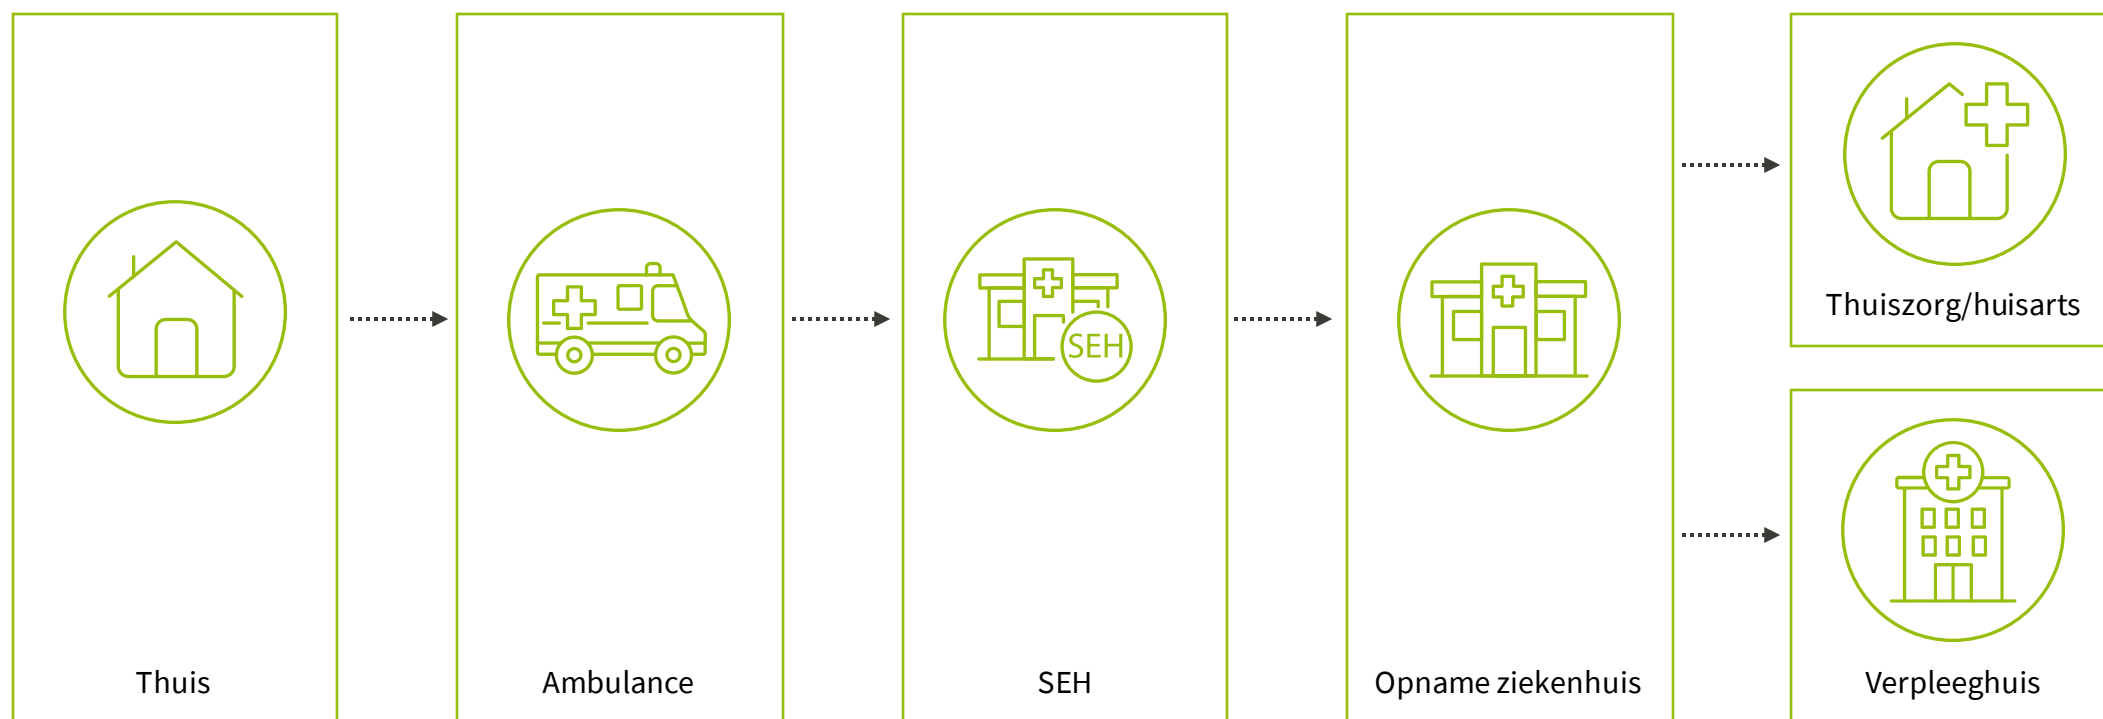 Thuis
Ambulance
SEH
SEH
Opname ziekenhuis
Thuiszorg/huisarts
Verpleeghuis